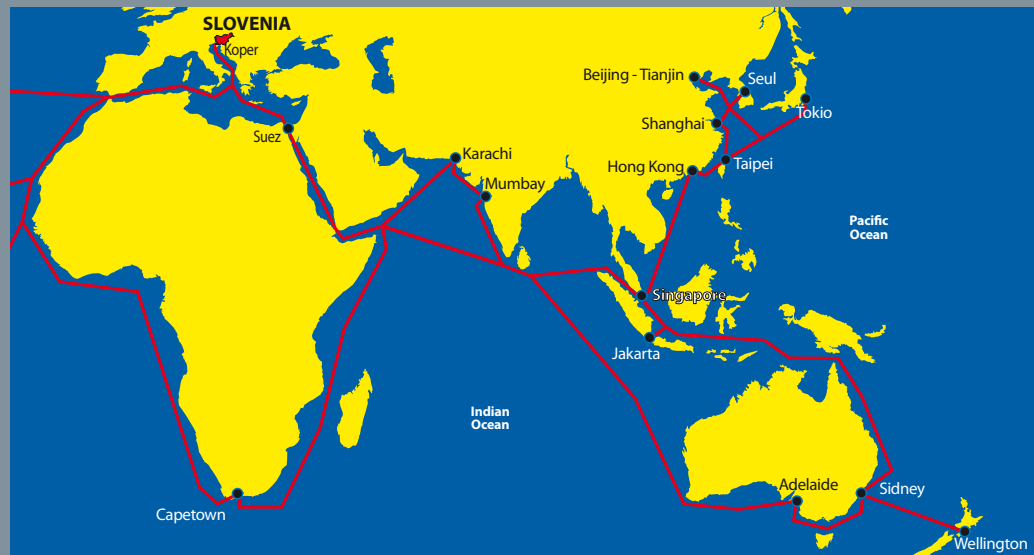 SLOVENIA
Koper
Beijing - Tianjin
Seul
Tokio
Suez
Shanghai
Karachi
Hong Kong
Taipei
Mumbay
Pacific
Ocean
Singapore
Jakarta
Indian
Ocean
Adelaide
Sidney
Capetown
Wellington